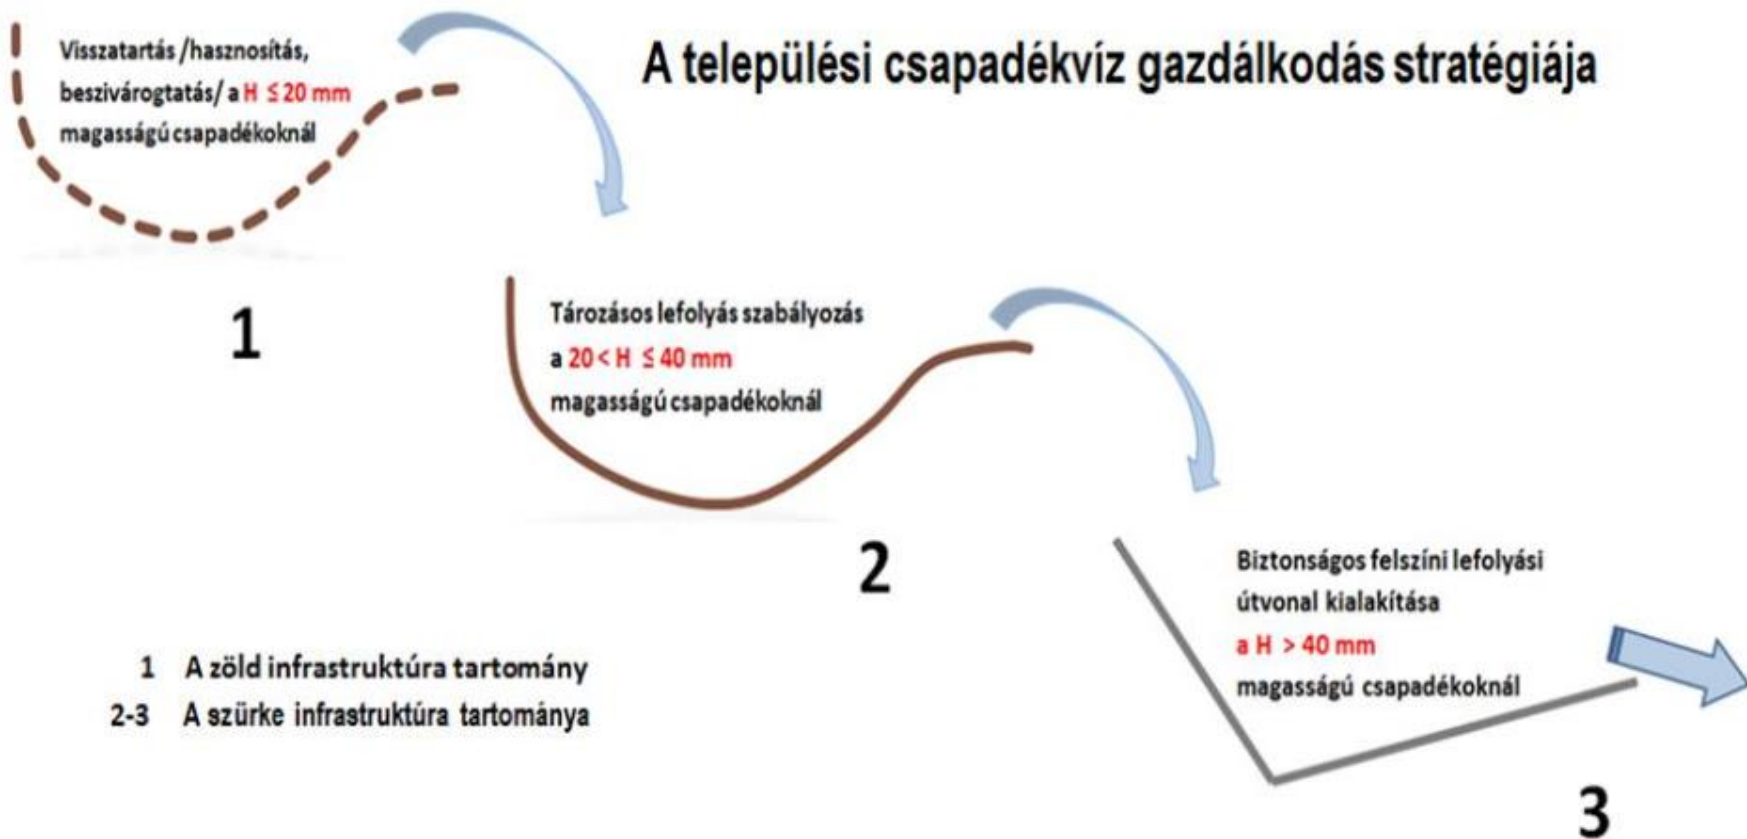 A települési csapadékvíz gazdálkodás stratégiája
Visszatartás /hasznosítás,
beszivárogtatás/ a H ≤ 20 mm
magasságú csapadékoknál
1
Tározásos lefolyás szabályozás
a 20 < H ≤ 40 mm
magasságú csapadékoknál
2
Biztonságos felszíni lefolyási
útvonal kialakítása
a H > 40 mm
magasságú csapadékoknál
3
1 A zöld infrastruktúra tartomány
2-3 A szürke infrastruktúra tartománya